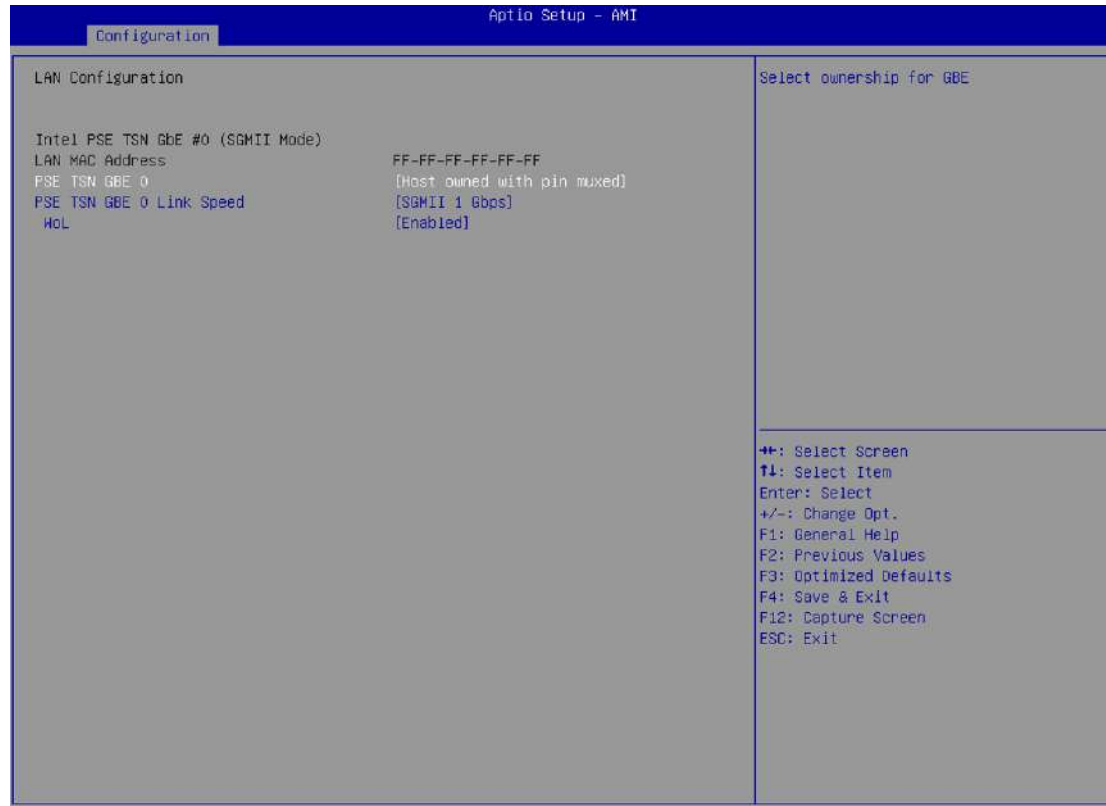 Aptio Setup - AMI
Configuration
LAN Configuration
Intel PSE TSN GbE #0 (SGMII Mode)
LAN MAC Address FF-FF-FF-FF-FF-FF
PSE TSN GBE 0 [Host owned with pin muxed]
PSE TSN GBE 0 Link Speed [SGMII 1 Gbps]
WoL [Enabled]
Select ownership for GBE
→←: Select Screen
↑↓: Select Item
Enter: Select
+/-: Change Opt.
F1: General Help
F2: Previous Values
F3: Optimized Defaults
F4: Save & Exit
F12: Capture Screen
ESC: Exit